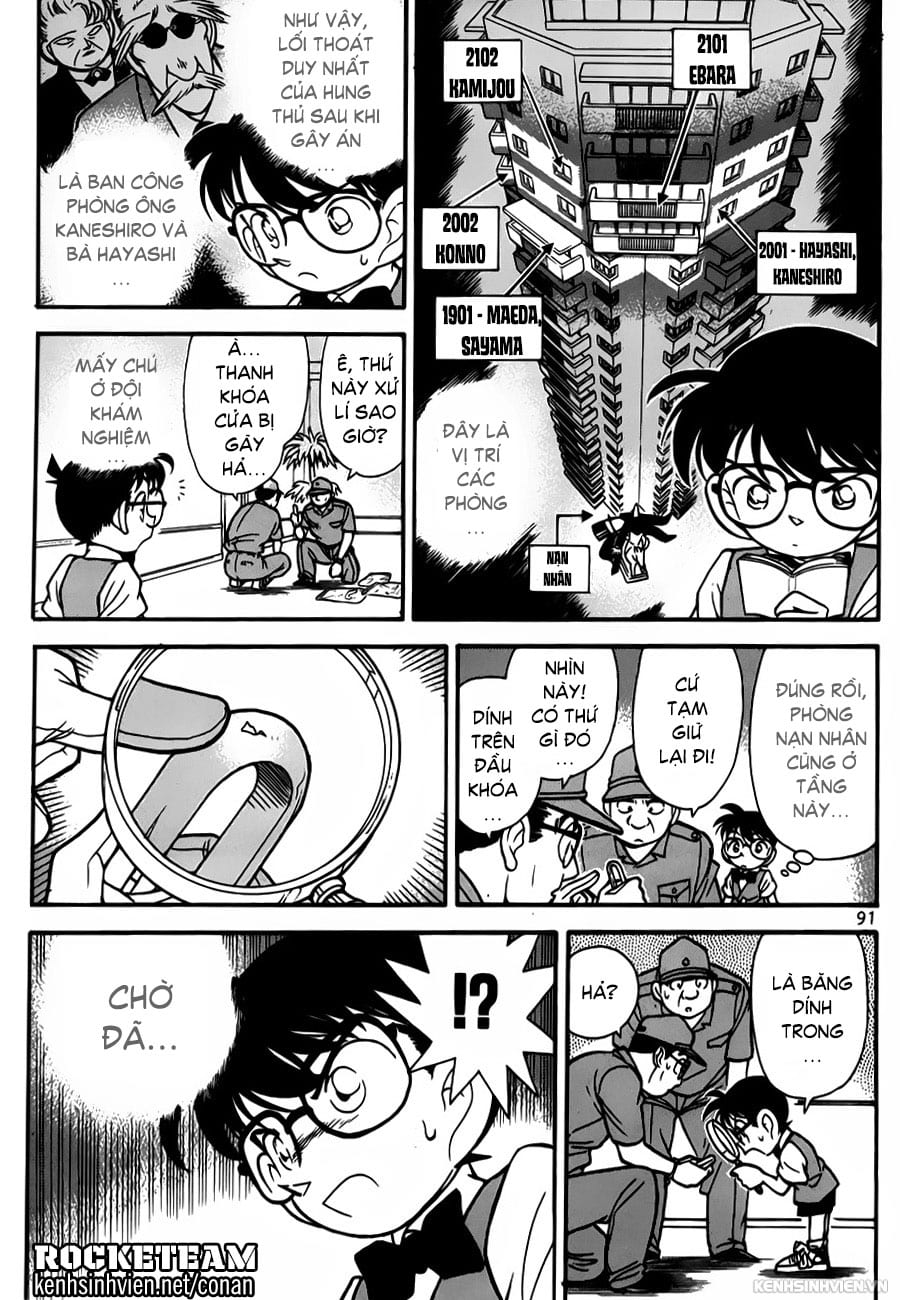 2102
KAMIJOU
2101
EBARA
2002
KONNO
2001 - HAYASHI,
KANESHIRO
1901 - MAEDA,
SAYAMA
ĐÂY LÀ
VỊ TRÍ
CÁC
PHÒNG
...
NẠN
NHÂN
NHƯ VẬY,
LỐI THOÁT
DUY NHẤT
CỦA HUNG
THỦ SAU KHI
GÂY ÁN
...
LÀ BAN CÔNG
PHÒNG ÔNG
KANESHIRO VÀ
BÀ HAYASHI
...
Ê, THỨ
NÀY XỬ
LÍ SAO
GIỜ?
À...
THANH
KHÓA
CỬA BỊ
GÃY
HẢ...
MẤY CHÚ
Ở ĐỘI
KHÁM
NGHIỆM
...
ĐÚNG RỒI,
PHÒNG
NẠN NHÂN
CŨNG Ở
TẦNG
NÀY...
CỨ
TẠM
GIỮ
LẠI ĐI!
NHÌN
NÀY!
CÓ THỨ
GÌ ĐÓ
...
DÍNH
TRÊN
ĐẦU
KHÓA
...
91
LÀ BĂNG
DÍNH
TRONG
...
HẢ?
!?
CHỜ
ĐÃ...
ROCKETEAM
kenhsinhvien.net/conan
KENHSINHVIEN.VN